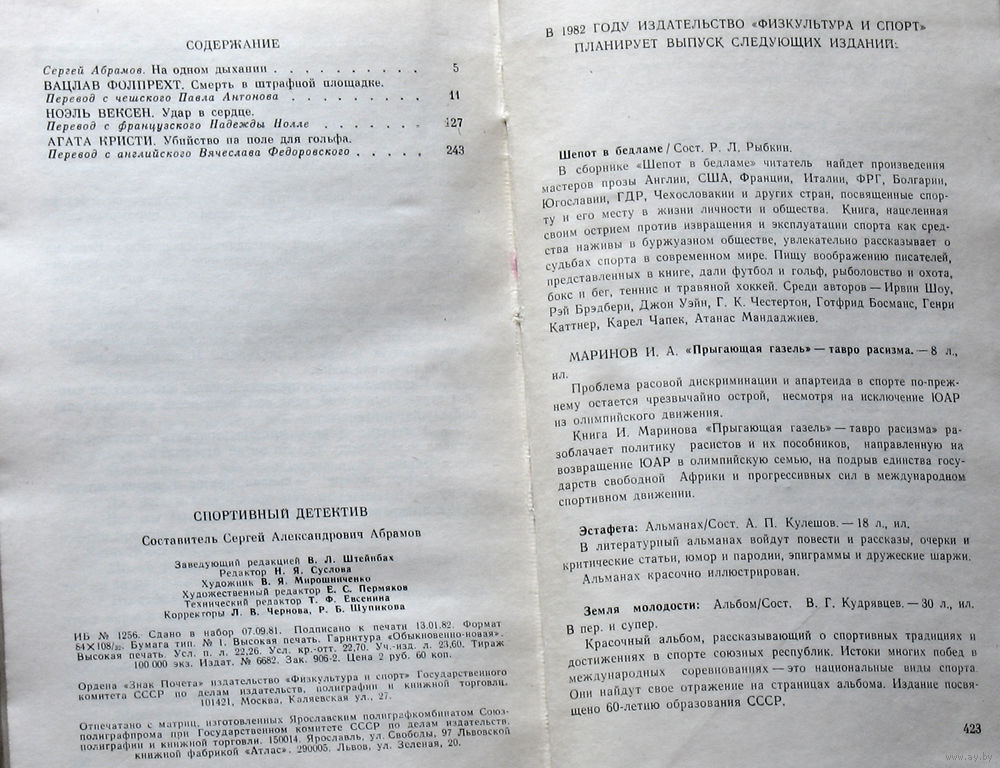 СОДЕРЖАНИЕ
Сергей Абрамов. На одном дыхании . . . . . . . . . . 5
ВАЦЛАВ ФОЛПРЕХТ. Смерть в штрафной площадке.
Перевод с чешского Павла Антонова . . . . . . . . . 11
НОЭЛЬ ВЕКСЕН. Удар в сердце.
Перевод с французского Надежды Нолле . . . . . . . 127
АГАТА КРИСТИ. Убийство на поле для гольфа.
Перевод с английского Вячеслава Федоровского . . . . . 243
СПОРТИВНЫЙ ДЕТЕКТИВ
Составитель Сергей Александрович Абрамов
Заведующий редакцией В. Л. Штейнбах
Редактор Н. Я. Суслова
Художник В. Я. Мирошниченко
Художественный редактор Е. С. Пермяков
Технический редактор Т. Ф. Евсенина
Корректоры Л. В. Чернова, Р. Б. Шупикова
ИБ № 1256. Сдано в набор 07.09.81. Подписано к печати 13.01.82. Формат
84×108/32. Бумага тип. № 1. Высокая печать. Гарнитура «Обыкновенно-новая».
Высокая печать. Усл. п. л. 22,26. Усл. кр.-отт. 22,70. Уч.-изд. л. 23,60. Тираж
100 000 экз. Издат. № 6682. Зак. 906-2. Цена 2 руб. 60 коп.
Ордена «Знак Почета» издательство «Физкультура и спорт» Государственного
комитета СССР по делам издательств, полиграфии и книжной торговли.
101421, Москва, Каляевская ул., 27.
Отпечатано с матриц, изготовленных Ярославским полиграфкомбинатом Союз-
полиграфпрома при Государственном комитете СССР по делам издательств,
полиграфии и книжной торговли. 150014. Ярославль, ул. Свободы, 97 Львовской
книжной фабрикой «Атлас». 290005. Львов, ул. Зеленая, 20.
В 1982 ГОДУ ИЗДАТЕЛЬСТВО «ФИЗКУЛЬТУРА И СПОРТ»
ПЛАНИРУЕТ ВЫПУСК СЛЕДУЮЩИХ ИЗДАНИЙ:
Шепот в бедламе/Сост. Р. Л. Рыбкин.
В сборнике «Шепот в бедламе» читатель найдет произведения
мастеров прозы Англии, США, Франции, Италии, ФРГ, Болгарии,
Югославии, ГДР, Чехословакии и других стран, посвященные спор-
ту и его месту в жизни личности и общества. Книга, нацеленная
своим острием против извращения и эксплуатации спорта как сред-
ства наживы в буржуазном обществе, увлекательно рассказывает о
судьбах спорта в современном мире. Пищу воображению писателей,
представленных в книге, дали футбол и гольф, рыболовство и охота,
бокс и бег, теннис и травяной хоккей. Среди авторов — Ирвин Шоу,
Рэй Брэдбери, Джон Уэйн, Г. К. Честертон, Готфрид Босманс, Генри
Каттнер, Карел Чапек, Атанас Мандаджиев.
МАРИНОВ И. А. «Прыгающая газель» — тавро расизма. — 8 л.,
ил.
Проблема расовой дискриминации и апартеида в спорте по-преж-
нему остается чрезвычайно острой, несмотря на исключение ЮАР
из олимпийского движения.
Книга И. Маринова «Прыгающая газель» — тавро расизма» ра-
зоблачает политику расистов и их пособников, направленную на
возвращение ЮАР в олимпийскую семью, на подрыв единства госу-
дарств свободной Африки и прогрессивных сил в международном
спортивном движении.
Эстафета: Альманах/Сост. А. П. Кулешов. — 18 л., ил.
В литературный альманах войдут повести и рассказы, очерки и
критические статьи, юмор и пародии, эпиграммы и дружеские шаржи.
Альманах красочно иллюстрирован.
Земля молодости: Альбом/Сост. В. Г. Кудрявцев. — 30 л., ил.
В пер. и супер.
Красочный альбом, рассказывающий о спортивных традициях и
достижениях в спорте союзных республик. Истоки многих побед в
международных соревнованиях — это национальные виды спорта.
Они найдут свое отражение на страницах альбома. Издание посвя-
щено 60-летию образования СССР.
423
www.ay.by